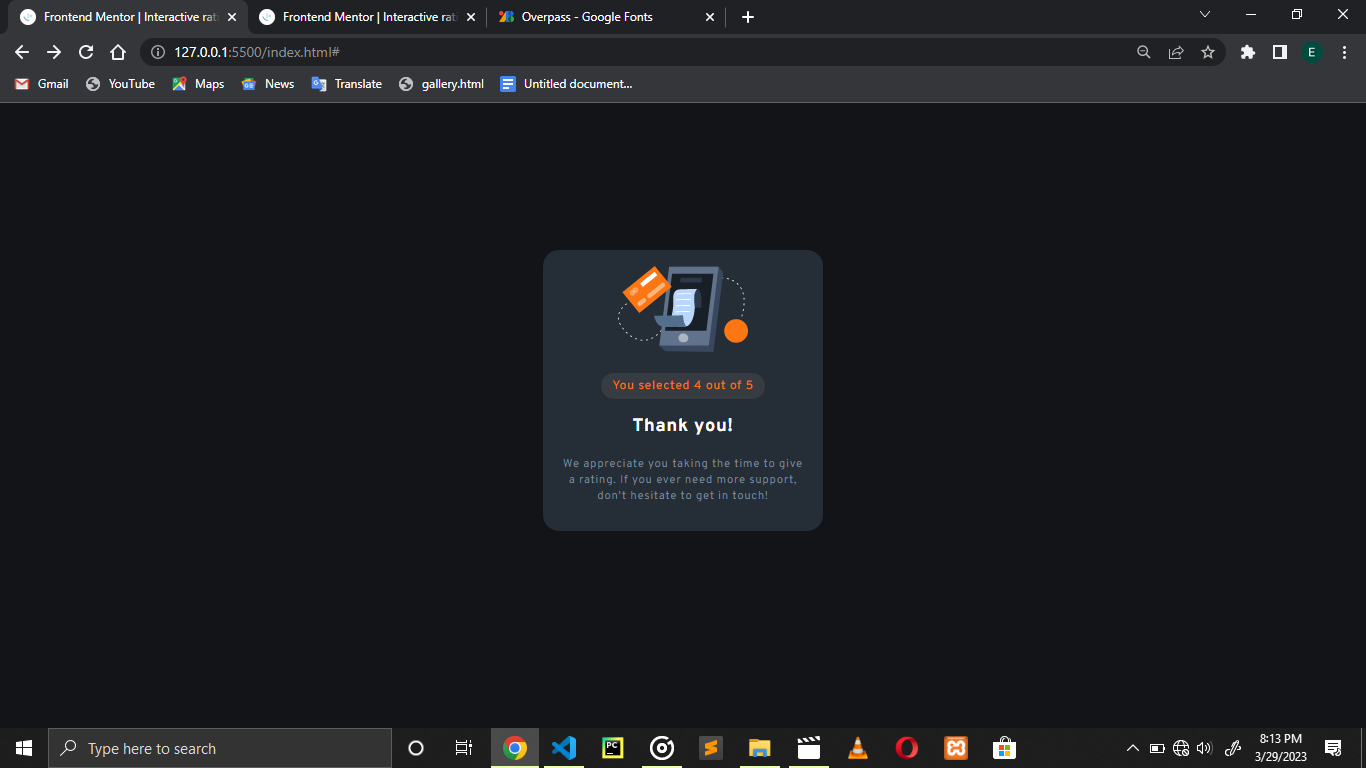 Frontend Mentor | Interactive rat
Frontend Mentor | Interactive rati
Overpass - Google Fonts
127.0.0.1:5500/index.html#
E
Gmail
YouTube
Maps
News
Translate
gallery.html
Untitled document...
You selected 4 out of 5
Thank you!
We appreciate you taking the time to give
a rating. If you ever need more support,
don't hesitate to get in touch!
Type here to search
PC
8:13 PM
3/29/2023